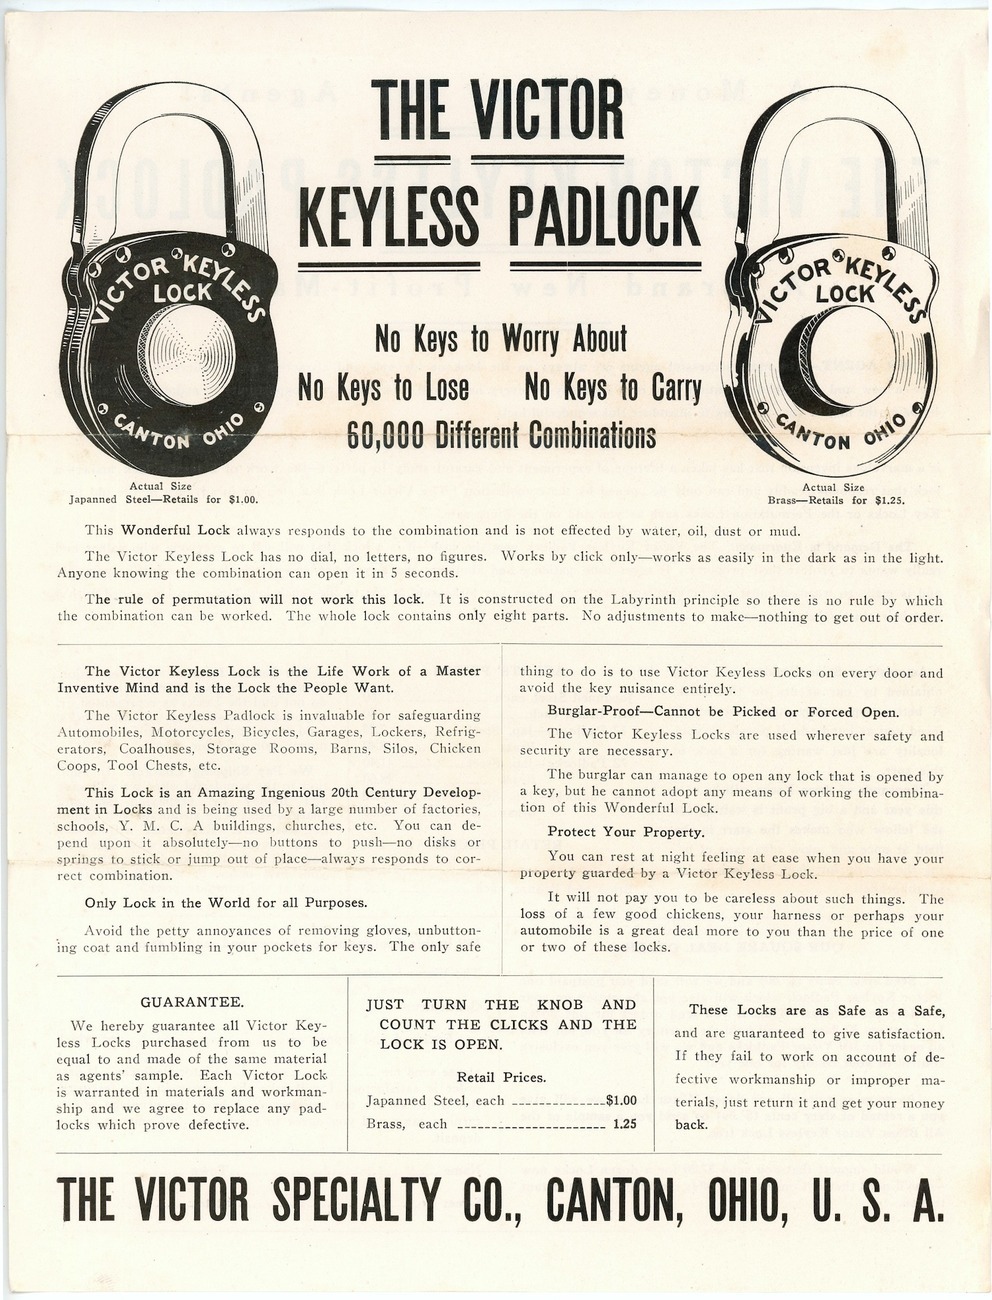 THE VICTOR
KEYLESS PADLOCK
VICTOR KEYLESS
LOCK
CANTON OHIO
VICTOR KEYLESS
LOCK
CANTON OHIO
No Keys to Worry About
No Keys to Lose No Keys to Carry
60,000 Different Combinations
Actual Size
Japanned Steel—Retails for $1.00.
Actual Size
Brass—Retails for $1.25.
This Wonderful Lock always responds to the combination and is not effected by water, oil, dust or mud.
The Victor Keyless Lock has no dial, no letters, no figures. Works by click only—works as easily in the dark as in the light.
Anyone knowing the combination can open it in 5 seconds.
The rule of permutation will not work this lock. It is constructed on the Labyrinth principle so there is no rule by which
the combination can be worked. The whole lock contains only eight parts. No adjustments to make—nothing to get out of order.
The Victor Keyless Lock is the Life Work of a Master
Inventive Mind and is the Lock the People Want.
The Victor Keyless Padlock is invaluable for safeguarding
Automobiles, Motorcycles, Bicycles, Garages, Lockers, Refrig-
erators, Coalhouses, Storage Rooms, Barns, Silos, Chicken
Coops, Tool Chests, etc.
This Lock is an Amazing Ingenious 20th Century Develop-
ment in Locks and is being used by a large number of factories,
schools, Y. M. C. A buildings, churches, etc. You can de-
pend upon it absolutely—no buttons to push—no disks or
springs to stick or jump out of place—always responds to cor-
rect combination.
Only Lock in the World for all Purposes.
Avoid the petty annoyances of removing gloves, unbutton-
ing coat and fumbling in your pockets for keys. The only safe
thing to do is to use Victor Keyless Locks on every door and
avoid the key nuisance entirely.
Burglar-Proof—Cannot be Picked or Forced Open.
The Victor Keyless Locks are used wherever safety and
security are necessary.
The burglar can manage to open any lock that is opened by
a key, but he cannot adopt any means of working the combina-
tion of this Wonderful Lock.
Protect Your Property.
You can rest at night feeling at ease when you have your
property guarded by a Victor Keyless Lock.
It will not pay you to be careless about such things. The
loss of a few good chickens, your harness or perhaps your
automobile is a great deal more to you than the price of one
or two of these locks.
GUARANTEE.
We hereby guarantee all Victor Key-
less Locks purchased from us to be
equal to and made of the same material
as agents' sample. Each Victor Lock
is warranted in materials and workman-
ship and we agree to replace any pad-
locks which prove defective.
JUST TURN THE KNOB AND
COUNT THE CLICKS AND THE
LOCK IS OPEN.
Retail Prices.
Japanned Steel, each ______________$1.00
Brass, each ______________________ 1.25
These Locks are as Safe as a Safe,
and are guaranteed to give satisfaction.
If they fail to work on account of de-
fective workmanship or improper ma-
terials, just return it and get your money
back.
THE VICTOR SPECIALTY CO., CANTON, OHIO, U. S. A.